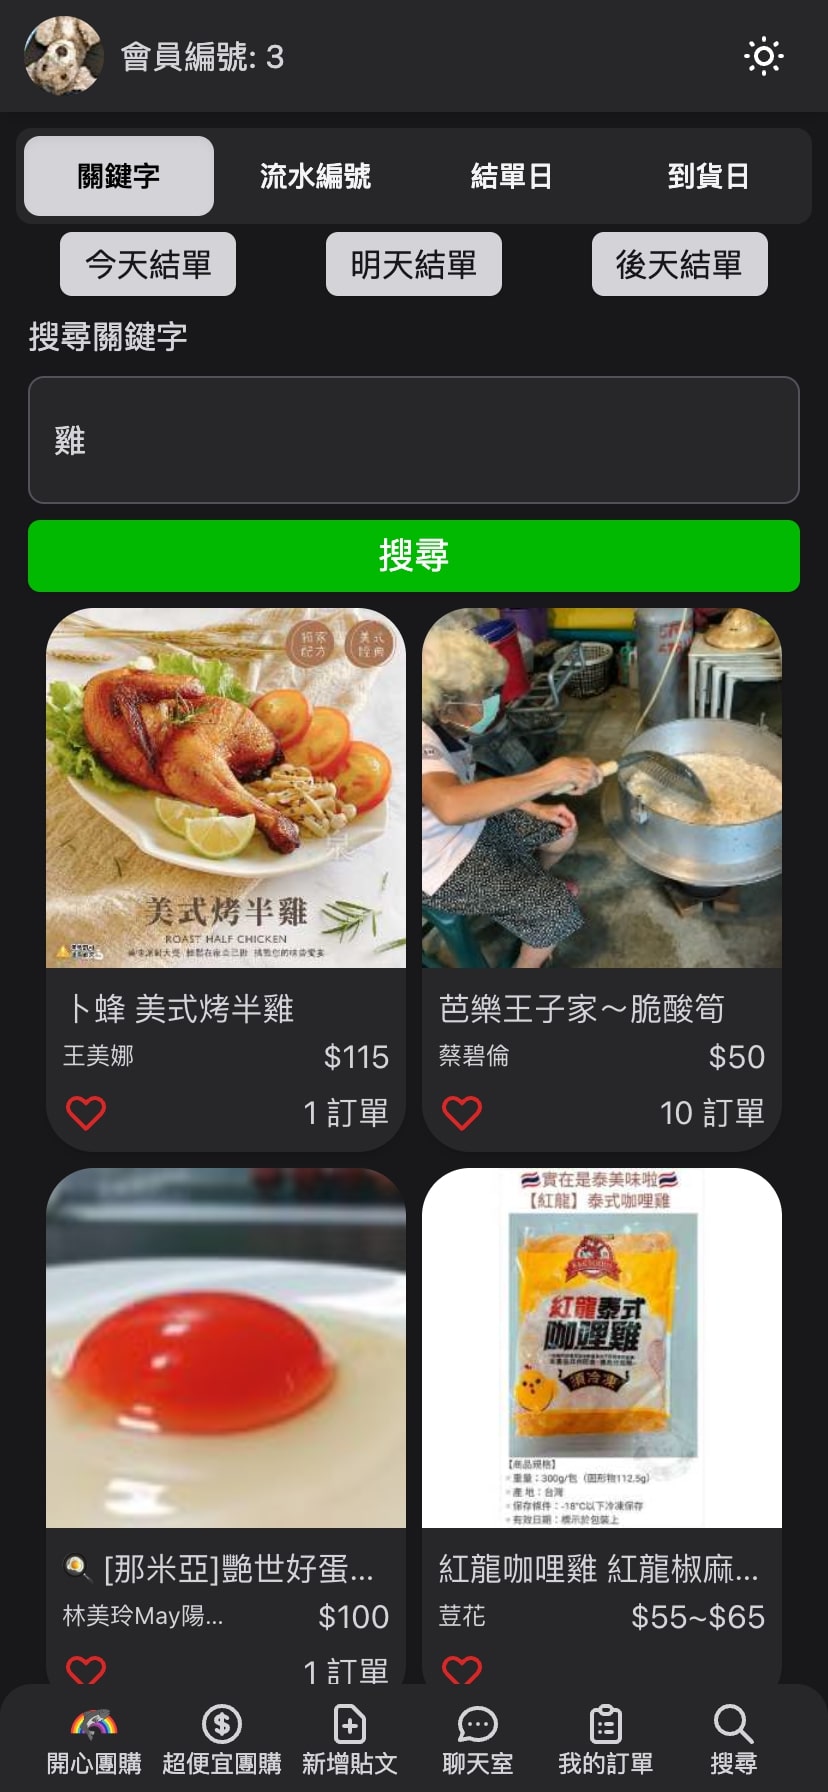 會員編號: 3
關鍵字
流水編號
結單日
到貨日
今天結單
明天結單
後天結單
搜尋關鍵字
雞
搜尋
獨家
配方
美式
經典
美式烤半雞
ROAST HALF CHICKEN
卜蜂 美式烤半雞
王美娜
$115
1 訂單
芭樂王子家～脆酸筍
蔡碧倫
$50
10 訂單
實在是泰美味啦
【紅龍】泰式咖哩雞
紅龍泰式
咖哩雞
須冷凍
【商品規格】
重量：300g/包（固形物112.5g）
產地：台灣
保存條件：-18°C以下冷凍保存
有效日期：標示於包裝上
[那米亞]艷世好蛋...
林美玲May陽...
$100
1 訂單
紅龍咖哩雞 紅龍椒麻...
荳花
$55~$65
開心團購
超便宜團購
新增貼文
聊天室
我的訂單
搜尋